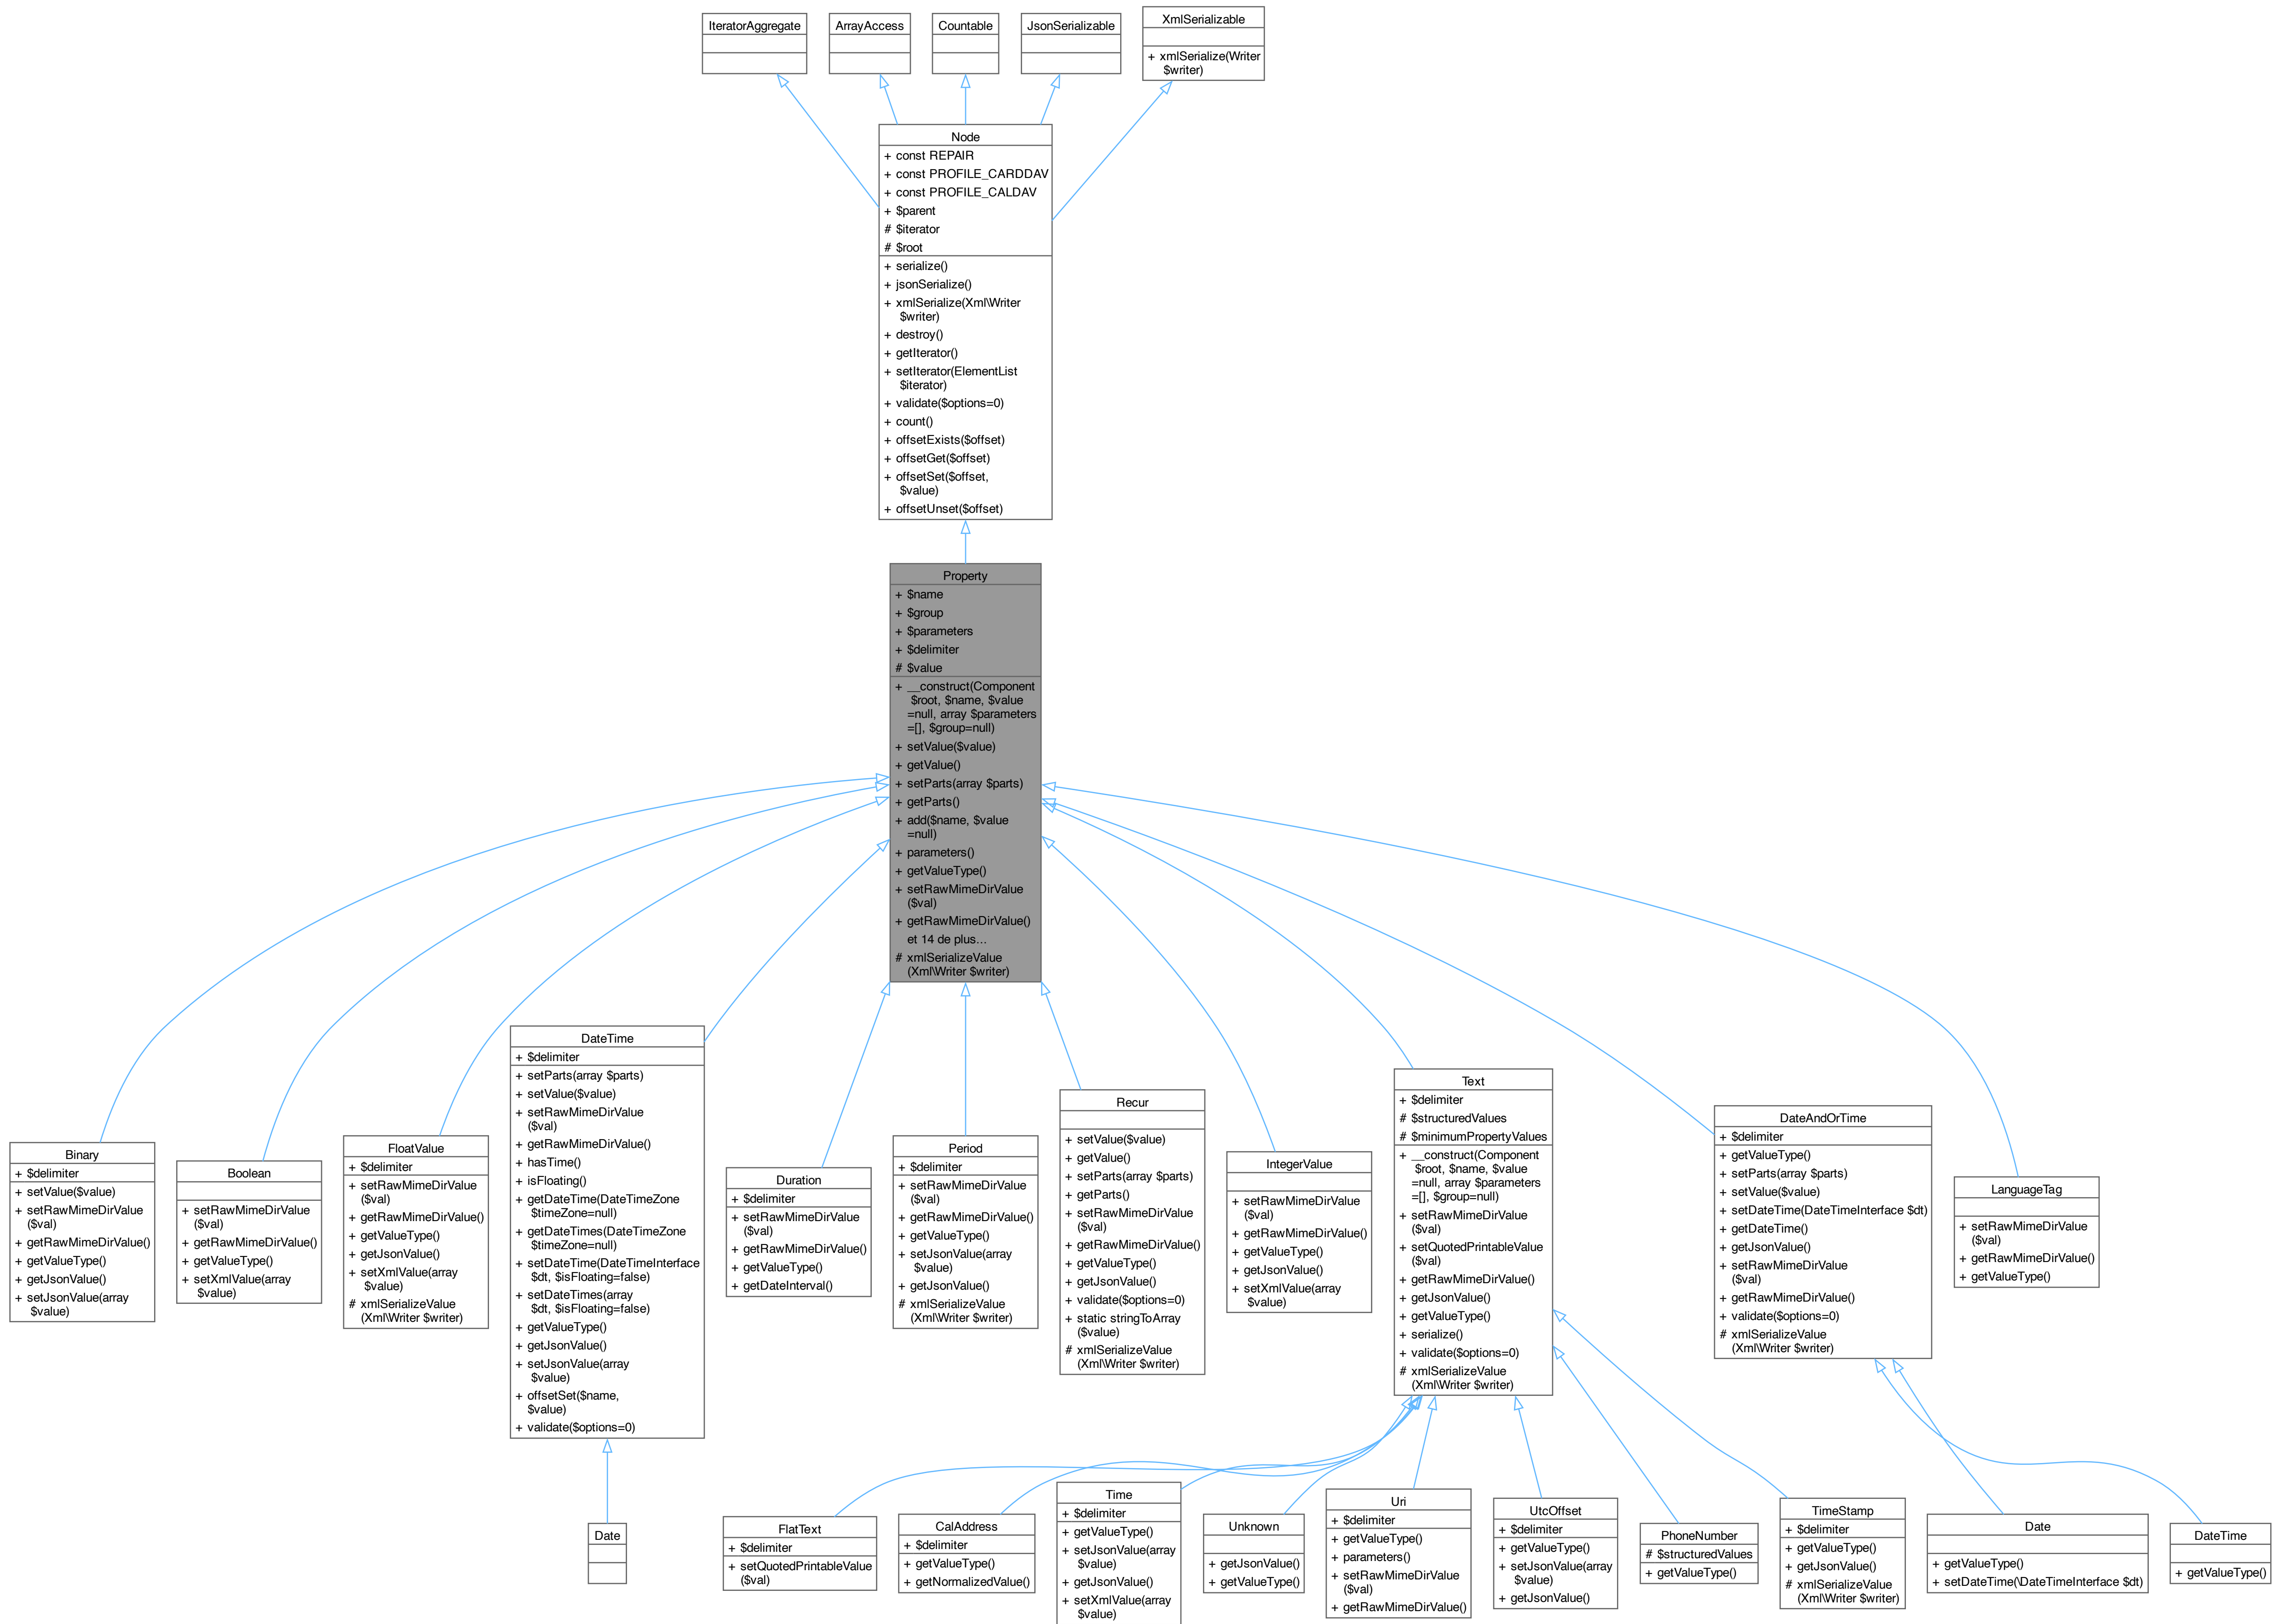 IteratorAggregate
ArrayAccess
Countable
JsonSerializable
XmlSerializable
+ xmlSerialize(Writer
$writer)
Node
+ const REPAIR
+ const PROFILE_CARDDAV
+ const PROFILE_CALDAV
+ $parent
# $iterator
# $root
+ serialize()
+ jsonSerialize()
+ xmlSerialize(Xml\Writer
$writer)
+ destroy()
+ getIterator()
+ setIterator(ElementList
$iterator)
+ validate($options=0)
+ count()
+ offsetExists($offset)
+ offsetGet($offset)
+ offsetSet($offset,
$value)
+ offsetUnset($offset)
Property
+ $name
+ $group
+ $parameters
+ $delimiter
# $value
+ __construct(Component
$root, $name, $value
=null, array $parameters
=[], $group=null)
+ setValue($value)
+ getValue()
+ setParts(array $parts)
+ getParts()
+ add($name, $value
=null)
+ parameters()
+ getValueType()
+ setRawMimeDirValue
($val)
+ getRawMimeDirValue()
et 14 de plus...
# xmlSerializeValue
(Xml\Writer $writer)
Binary
+ $delimiter
+ setValue($value)
+ setRawMimeDirValue
($val)
+ getRawMimeDirValue()
+ getValueType()
+ getJsonValue()
+ setJsonValue(array
$value)
Boolean
+ setRawMimeDirValue
($val)
+ getRawMimeDirValue()
+ getValueType()
+ setXmlValue(array
$value)
FloatValue
+ $delimiter
+ setRawMimeDirValue
($val)
+ getRawMimeDirValue()
+ getValueType()
+ getJsonValue()
+ setXmlValue(array
$value)
# xmlSerializeValue
(Xml\Writer $writer)
DateTime
+ $delimiter
+ setParts(array $parts)
+ setValue($value)
+ setRawMimeDirValue
($val)
+ getRawMimeDirValue()
+ hasTime()
+ isFloating()
+ getDateTime(DateTimeZone
$timeZone=null)
+ getDateTimes(DateTimeZone
$timeZone=null)
+ setDateTime(DateTimeInterface
$dt, $isFloating=false)
+ setDateTimes(array
$dt, $isFloating=false)
+ getValueType()
+ getJsonValue()
+ setJsonValue(array
$value)
+ offsetSet($name,
$value)
+ validate($options=0)
Duration
+ $delimiter
+ setRawMimeDirValue
($val)
+ getRawMimeDirValue()
+ getValueType()
+ getDateInterval()
Period
+ $delimiter
+ setRawMimeDirValue
($val)
+ getRawMimeDirValue()
+ getValueType()
+ setJsonValue(array
$value)
+ getJsonValue()
# xmlSerializeValue
(Xml\Writer $writer)
Recur
+ setValue($value)
+ getValue()
+ setParts(array $parts)
+ getParts()
+ setRawMimeDirValue
($val)
+ getRawMimeDirValue()
+ getValueType()
+ getJsonValue()
+ validate($options=0)
+ static stringToArray
($value)
# xmlSerializeValue
(Xml\Writer $writer)
IntegerValue
+ setRawMimeDirValue
($val)
+ getRawMimeDirValue()
+ getValueType()
+ getJsonValue()
+ setXmlValue(array
$value)
Text
+ $delimiter
# $structuredValues
# $minimumPropertyValues
+ __construct(Component
$root, $name, $value
=null, array $parameters
=[], $group=null)
+ setRawMimeDirValue
($val)
+ setQuotedPrintableValue
($val)
+ getRawMimeDirValue()
+ getJsonValue()
+ getValueType()
+ serialize()
+ validate($options=0)
# xmlSerializeValue
(Xml\Writer $writer)
DateAndOrTime
+ $delimiter
+ getValueType()
+ setParts(array $parts)
+ setValue($value)
+ setDateTime(DateTimeInterface $dt)
+ getDateTime()
+ getJsonValue()
+ setRawMimeDirValue
($val)
+ getRawMimeDirValue()
+ validate($options=0)
# xmlSerializeValue
(Xml\Writer $writer)
LanguageTag
+ setRawMimeDirValue
($val)
+ getRawMimeDirValue()
+ getValueType()
Date
FlatText
+ $delimiter
+ setQuotedPrintableValue
($val)
CalAddress
+ $delimiter
+ getValueType()
+ getNormalizedValue()
Time
+ $delimiter
+ getValueType()
+ setJsonValue(array
$value)
+ getJsonValue()
+ setXmlValue(array
$value)
Unknown
+ getJsonValue()
+ getValueType()
Uri
+ $delimiter
+ getValueType()
+ parameters()
+ setRawMimeDirValue
($val)
+ getRawMimeDirValue()
UtcOffset
+ $delimiter
+ getValueType()
+ setJsonValue(array
$value)
+ getJsonValue()
PhoneNumber
# $structuredValues
+ getValueType()
TimeStamp
+ $delimiter
+ getValueType()
+ getJsonValue()
# xmlSerializeValue
(Xml\Writer $writer)
Date
+ getValueType()
+ setDateTime(\DateTimeInterface $dt)
DateTime
+ getValueType()